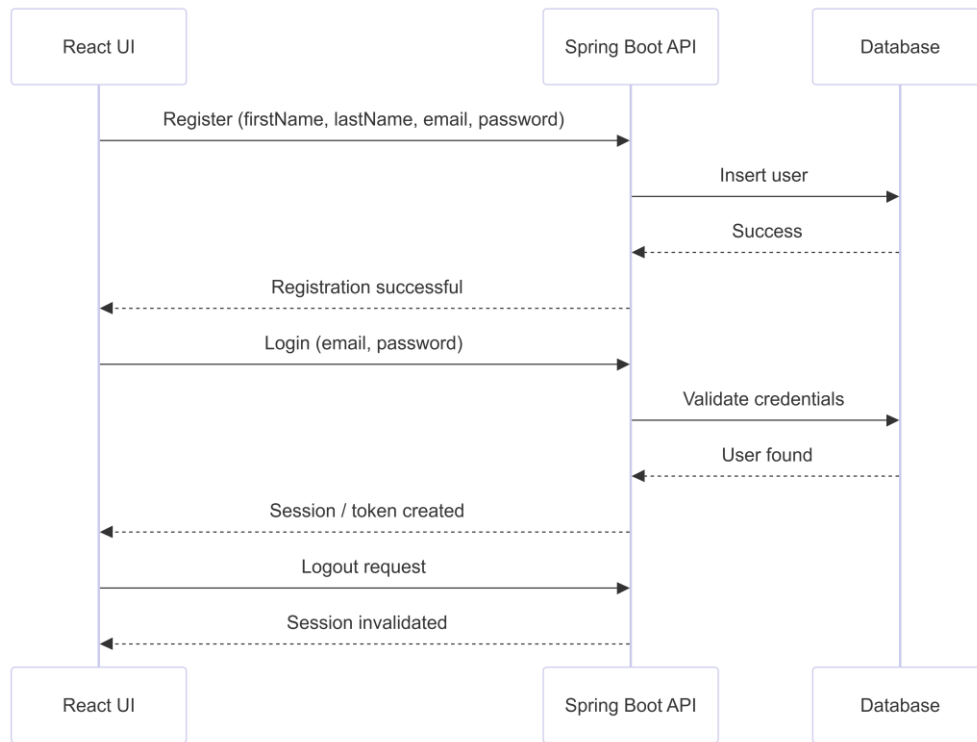 React UI
Spring Boot API
Database
Register (firstName, lastName, email, password)
Insert user
Success
Registration successful
Login (email, password)
Validate credentials
User found
Session / token created
Logout request
Session invalidated
React UI
Spring Boot API
Database